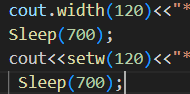 cout.width(120)<<"*
Sleep(700);
cout<<setw(120)<<"*
Sleep(700);